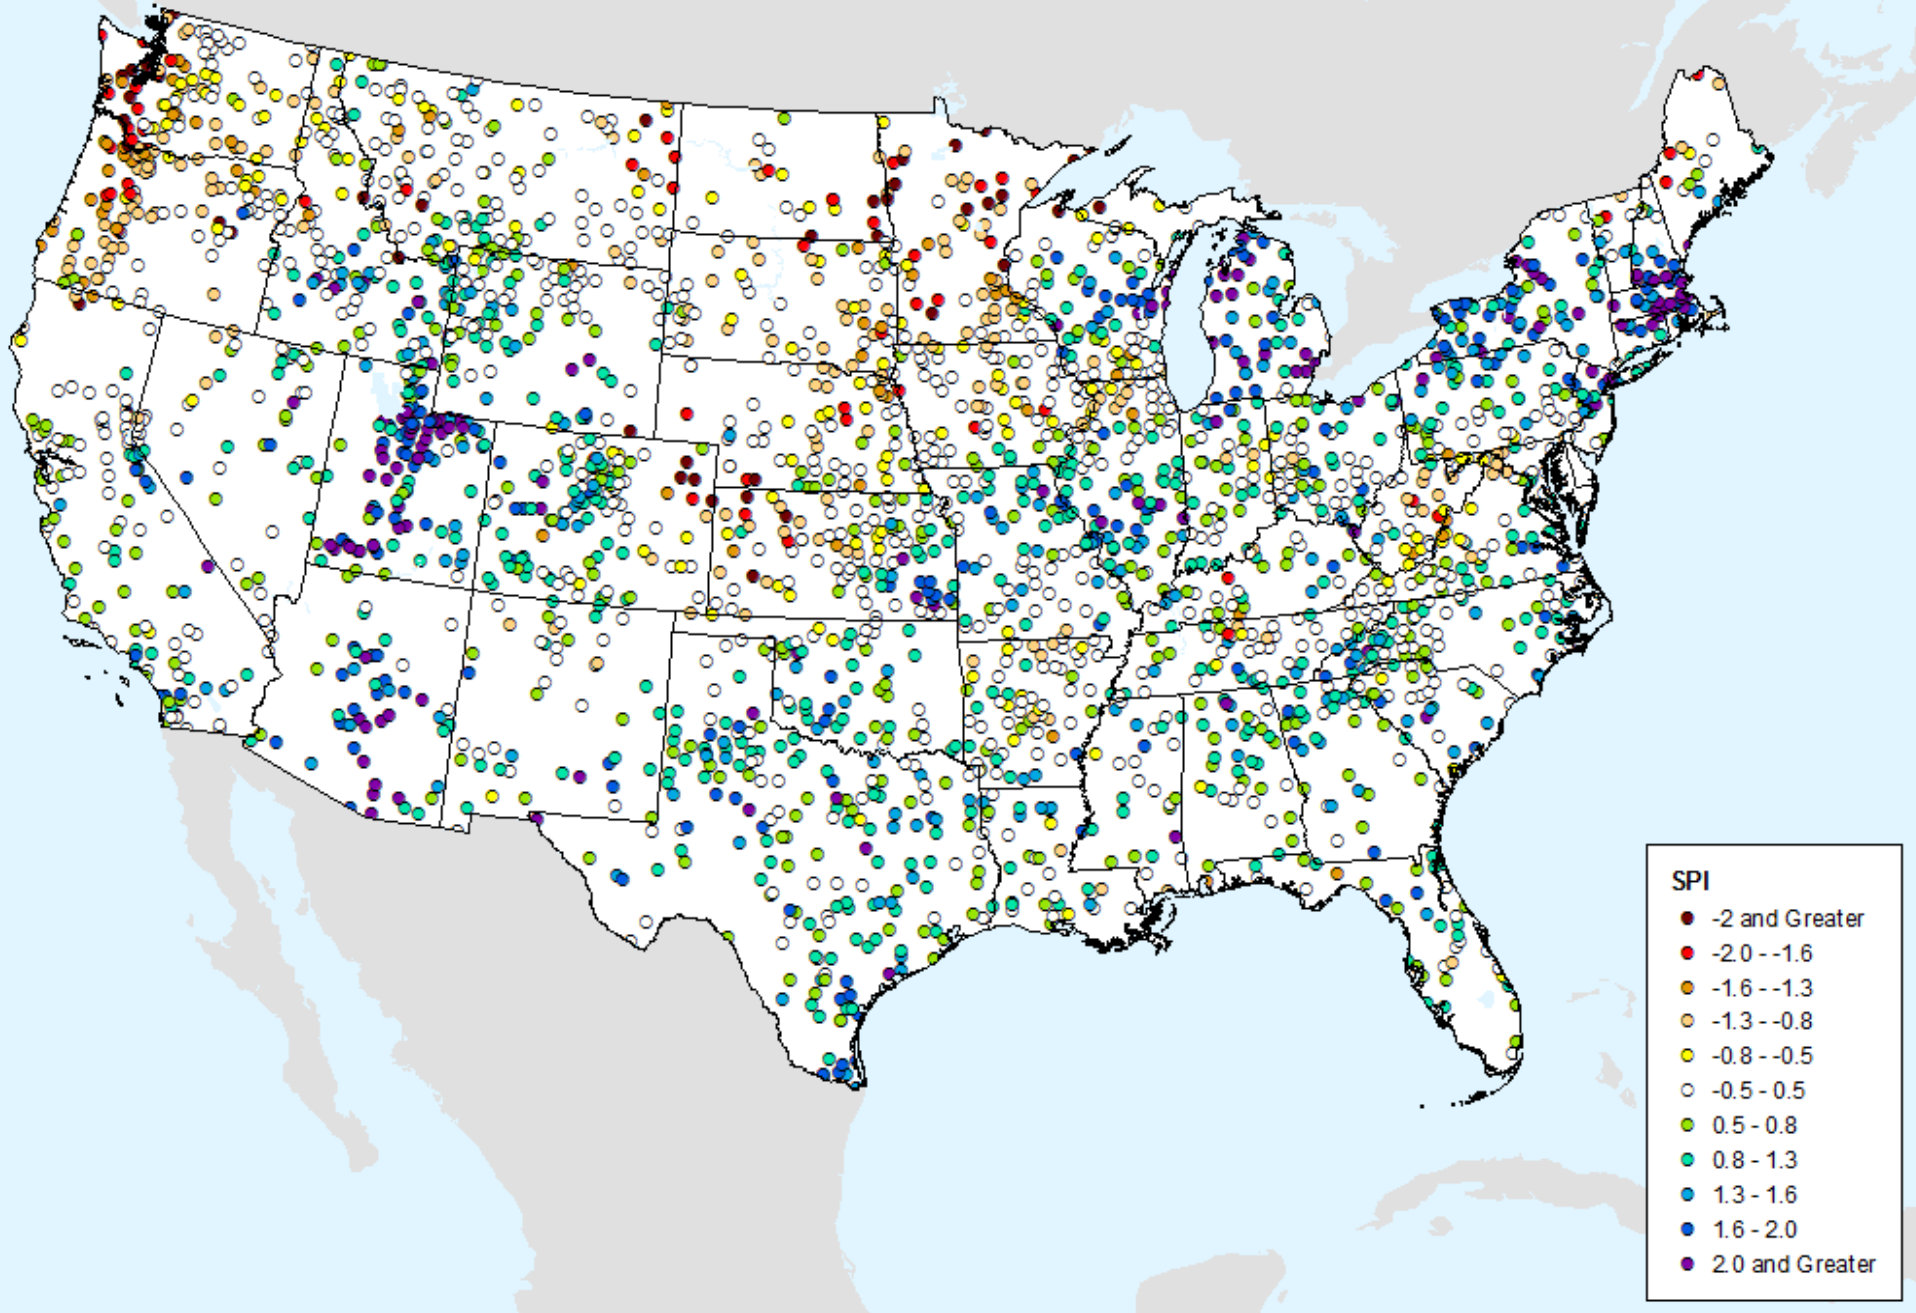 SPI
-2 and Greater
-2.0 - -1.6
-1.6 - -1.3
-1.3 - -0.8
-0.8 - -0.5
-0.5 - 0.5
0.5 - 0.8
0.8 - 1.3
1.3 - 1.6
1.6 - 2.0
2.0 and Greater